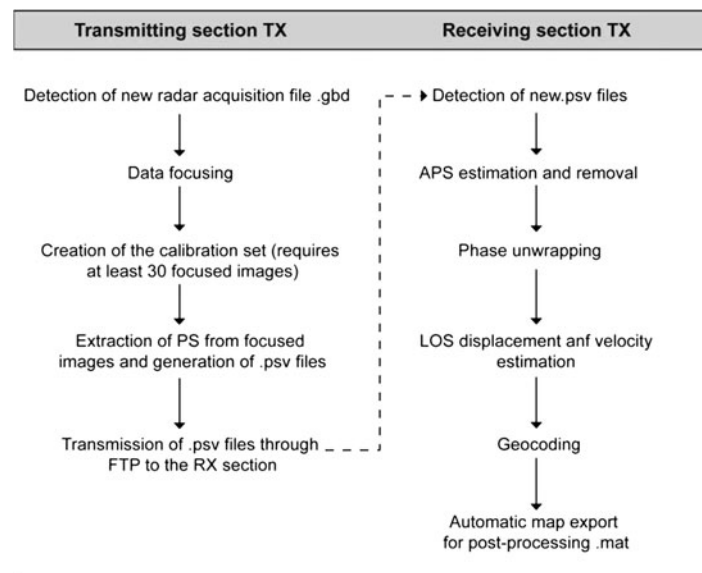 Transmitting section TX
Receiving section TX
Detection of new radar acquisition file .gbd
Data focusing
Creation of the calibration set (requires
at least 30 focused images)
Extraction of PS from focused
images and generation of .psv files
Transmission of .psv files through
FTP to the RX section
Detection of new.psv files
APS estimation and removal
Phase unwrapping
LOS displacement anf velocity
estimation
Geocoding
Automatic map export
for post-processing .mat